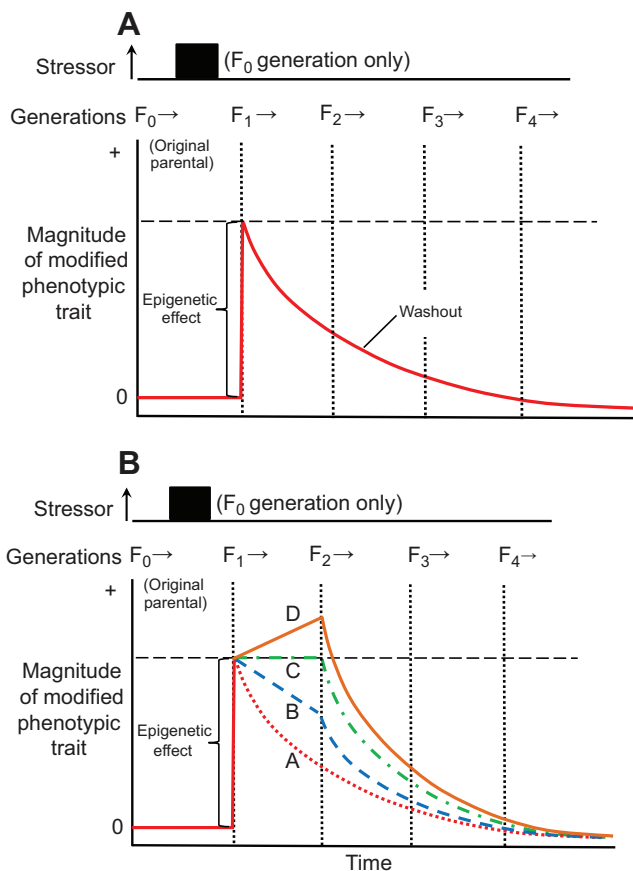 A
Stressor
(F0 generation only)
Generations F0→ F1→ F2→ F3→ F4→
+
(Original
parental)
Magnitude
of modified
phenotypic
trait
Epigenetic
effect
Washout
0
B
Stressor
(F0 generation only)
Generations F0→ F1→ F2→ F3→ F4→
+
(Original
parental)
D
C
Magnitude
of modified
phenotypic
trait
B
Epigenetic
effect
A
0
Time